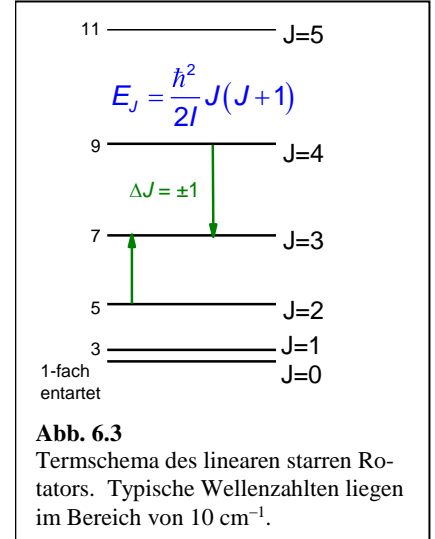 11 J=5
E_J = ℏ²/2I J(J+1)
9 J=4
ΔJ = ±1
7 J=3
5 J=2
3 J=1
1-fach J=0
entartet
Abb. 6.3
Termschema des linearen starren Ro-
tators. Typische Wellenzahlten liegen
im Bereich von 10 cm⁻¹.